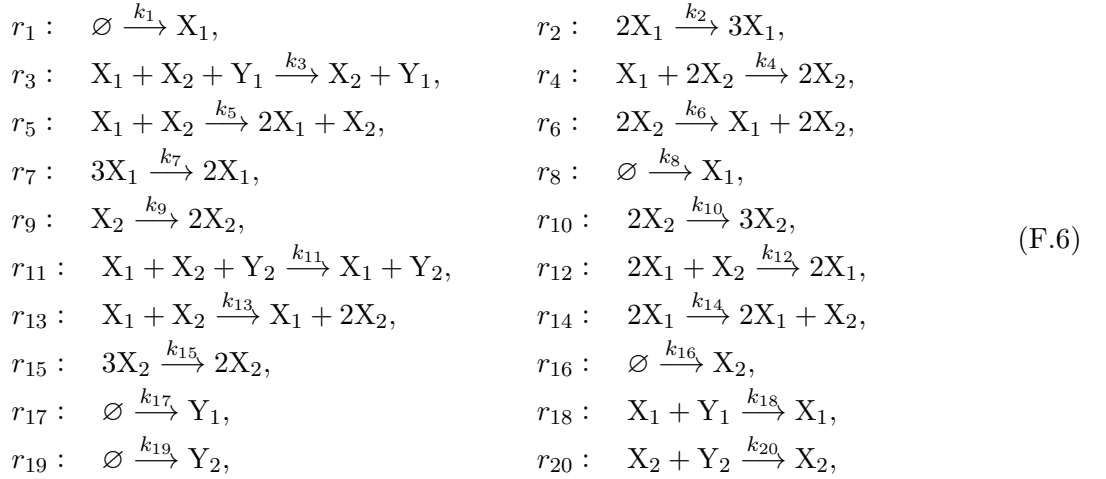 r₁ : ∅ —k₁→ X₁, r₂ : 2X₁ —k₂→ 3X₁,
r₃ : X₁ + X₂ + Y₁ —k₃→ X₂ + Y₁, r₄ : X₁ + 2X₂ —k₄→ 2X₂,
r₅ : X₁ + X₂ —k₅→ 2X₁ + X₂, r₆ : 2X₂ —k₆→ X₁ + 2X₂,
r₇ : 3X₁ —k₇→ 2X₁, r₈ : ∅ —k₈→ X₁,
r₉ : X₂ —k₉→ 2X₂, r₁₀ : 2X₂ —k₁₀→ 3X₂,
(F.6)
r₁₁ : X₁ + X₂ + Y₂ —k₁₁→ X₁ + Y₂, r₁₂ : 2X₁ + X₂ —k₁₂→ 2X₁,
r₁₃ : X₁ + X₂ —k₁₃→ X₁ + 2X₂, r₁₄ : 2X₁ —k₁₄→ 2X₁ + X₂,
r₁₅ : 3X₂ —k₁₅→ 2X₂, r₁₆ : ∅ —k₁₆→ X₂,
r₁₇ : ∅ —k₁₇→ Y₁, r₁₈ : X₁ + Y₁ —k₁₈→ X₁,
r₁₉ : ∅ —k₁₉→ Y₂, r₂₀ : X₂ + Y₂ —k₂₀→ X₂,